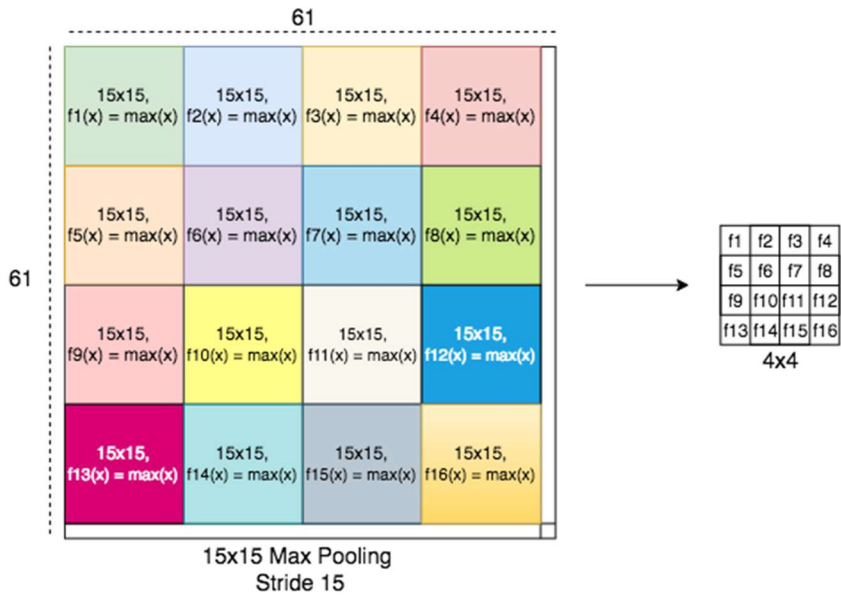 61
15x15,
f1(x) = max(x)
15x15,
f2(x) = max(x)
15x15,
f3(x) = max(x)
15x15,
f4(x) = max(x)
61
15x15,
f5(x) = max(x)
15x15,
f6(x) = max(x)
15x15,
f7(x) = max(x)
15x15,
f8(x) = max(x)
15x15,
f9(x) = max(x)
15x15,
f10(x) = max(x)
15x15,
f11(x) = max(x)
15x15,
f12(x) = max(x)
15x15,
f13(x) = max(x)
15x15,
f14(x) = max(x)
15x15,
f15(x) = max(x)
15x15,
f16(x) = max(x)
15x15 Max Pooling
Stride 15
f1 f2 f3 f4
f5 f6 f7 f8
f9 f10 f11 f12
f13 f14 f15 f16
4x4